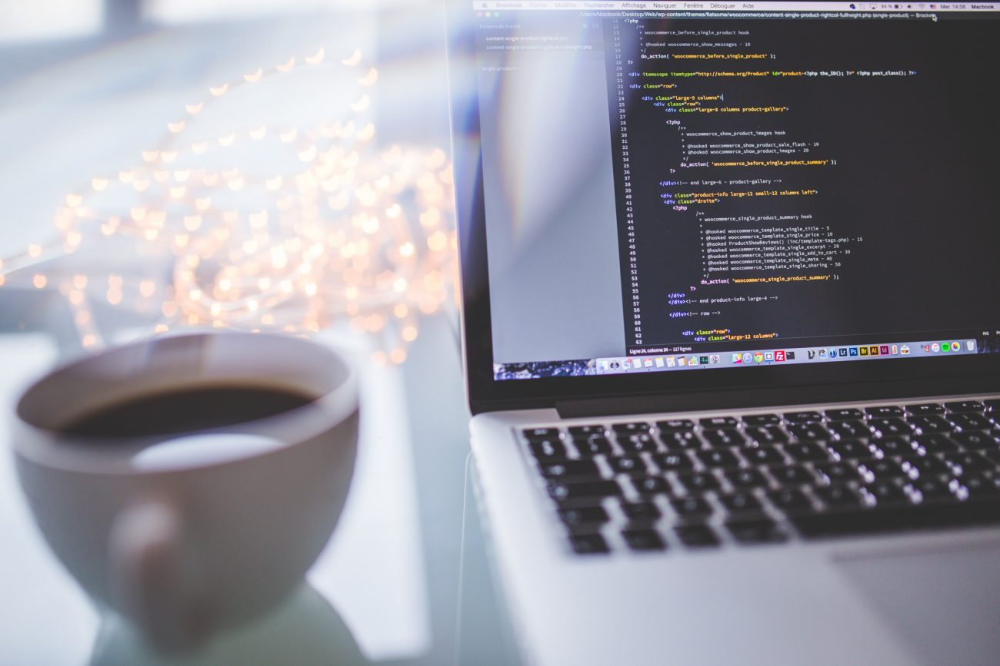 Brackets Fichier Modifier Rechercher Affichage Naviguer Fenêtre Déboguer Aide 64 % Mer. 14:56 Macbook
/Users/Macbook/Desktop/Web/wp-content/themes/flatsome/woocommerce/content-single-product-rightcol-fullheight.php (single-product) — Brackets
Fichiers de travail
content-single-product-rightcol.php
content-single-product-rightcol-fullheight.php
single-product
11 <?php
12 /**
13 * woocommerce_before_single_product hook
14 *
15 * @hooked woocommerce_show_messages - 10
16 */
17 do_action( 'woocommerce_before_single_product' );
18 ?>
19
20 <div itemscope itemtype="http://schema.org/Product" id="product-<?php the_ID(); ?>" <?php post_class(); ?>>
21
22 <div class="row">
23
24 <div class="large-9 columns">
25 <div class="row">
26 <div class="large-8 columns product-gallery">
27
28 <?php
29 /**
30 * woocommerce_show_product_images hook
31 *
32 * @hooked woocommerce_show_product_sale_flash - 10
33 * @hooked woocommerce_show_product_images - 20
34 */
35 do_action( 'woocommerce_before_single_product_summary' );
36 ?>
37
38 </div><!-- end large-6 - product-gallery -->
39
40 <div class="product-info large-12 small-12 columns left">
41 <div class="droite">
42 <?php
43 /**
44 * woocommerce_single_product_summary hook
45 *
46 * @hooked woocommerce_template_single_title - 5
47 * @hooked woocommerce_template_single_price - 10
48 * @hooked ProductShowReviews() (inc/template-tags.php) - 15
49 * @hooked woocommerce_template_single_excerpt - 20
50 * @hooked woocommerce_template_single_add_to_cart - 30
51 * @hooked woocommerce_template_single_meta - 40
52 * @hooked woocommerce_template_single_sharing - 50
53 */
54 do_action( 'woocommerce_single_product_summary' );
55 ?>
56 </div>
57 </div><!-- end product-info large-4 -->
58
59 </div><!-- row -->
60
61
62 <div class="row">
63 <div class="large-12 columns">
Ligne 24, colonne 34 — 117 lignes INS
Fz Lr Ps Br Ai Id